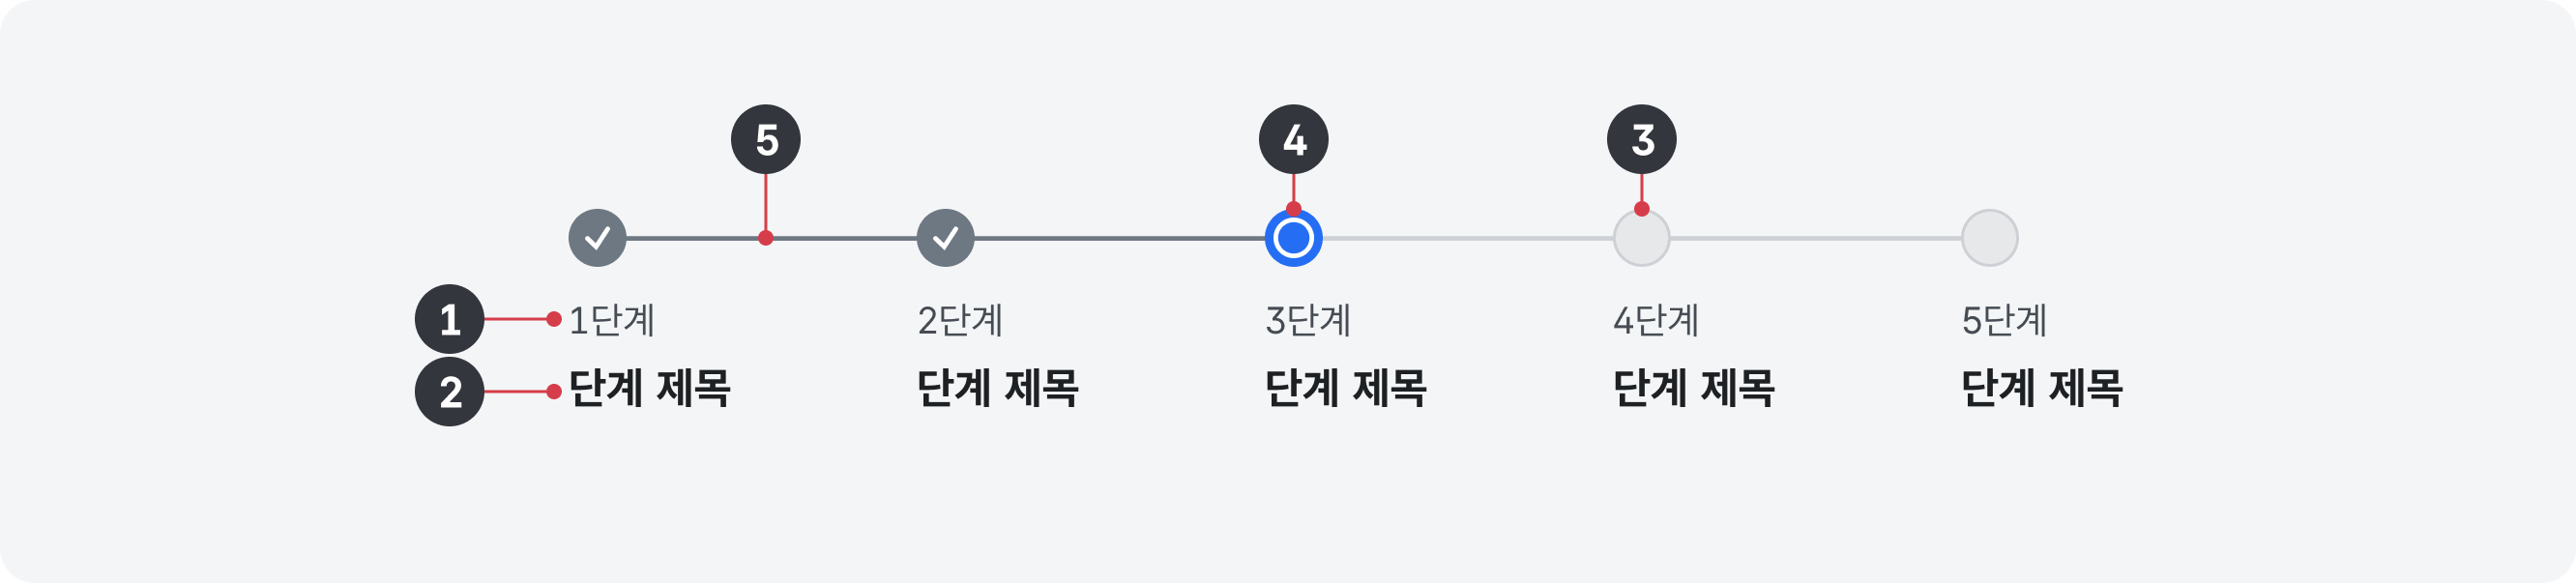 5 4 3
1 1단계 2단계 3단계 4단계 5단계
2 단계 제목 단계 제목 단계 제목 단계 제목 단계 제목